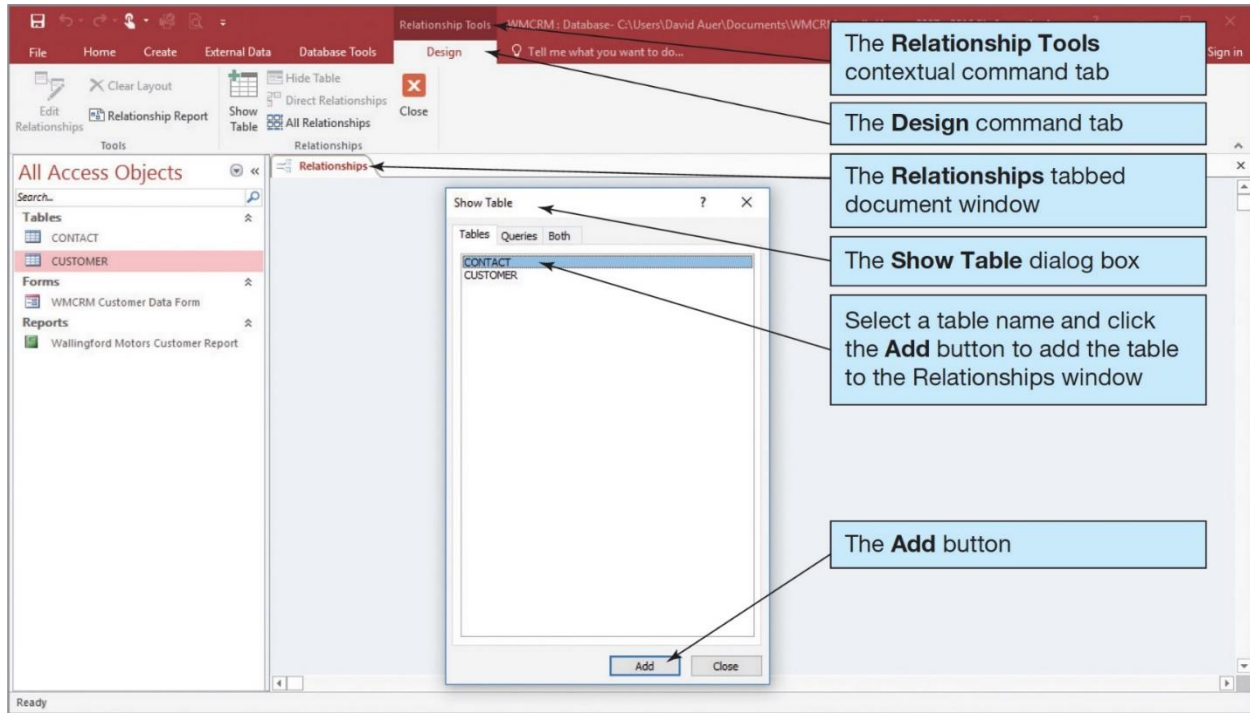 Relationship Tools
WMCRM : Database- C:\Users\David Auer\Documents\WMCRM
File
Home
Create
External Data
Database Tools
Design
Tell me what you want to do...
Sign in
Edit
Relationships
Clear Layout
Relationship Report
Tools
Show
Table
Hide Table
Direct Relationships
All Relationships
Relationships
Close
All Access Objects
Search...
Tables
CONTACT
CUSTOMER
Forms
WMCRM Customer Data Form
Reports
Wallingford Motors Customer Report
Relationships
Show Table
?
Tables
Queries
Both
CONTACT
CUSTOMER
Add
Close
Ready
The Relationship Tools
contextual command tab
The Design command tab
The Relationships tabbed
document window
The Show Table dialog box
Select a table name and click
the Add button to add the table
to the Relationships window
The Add button